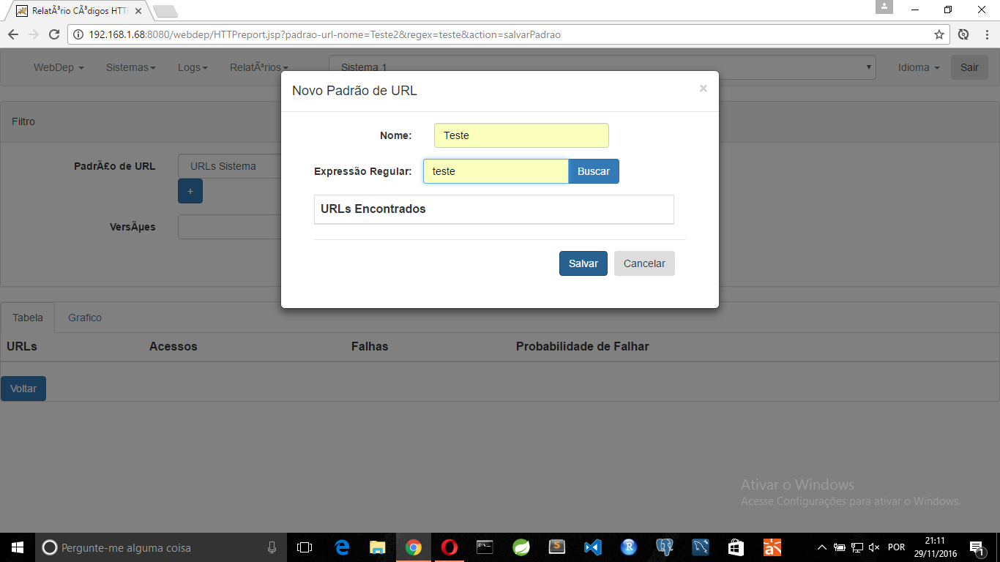 RelatÃ³rio CÃ³digos HTT
192.168.1.68:8080/webdep/HTTPreport.jsp?padrao-url-nome=Teste2&regex=teste&action=salvarPadrao
WebDep Sistemas Logs RelatÃ³rios Sistema 1 Idioma Sair
Novo Padrão de URL ×
Filtro
Nome: Teste
PadrÃ£o de URL URLs Sistema
Expressão Regular: teste Buscar
+
URLs Encontrados
VersÃµes
Salvar Cancelar
Tabela Grafico
URLs Acessos Falhas Probabilidade de Falhar
Voltar
Ativar o Windows
Acesse Configurações para ativar o Windows.
Pergunte-me alguma coisa
POR
21:11
29/11/2016
1